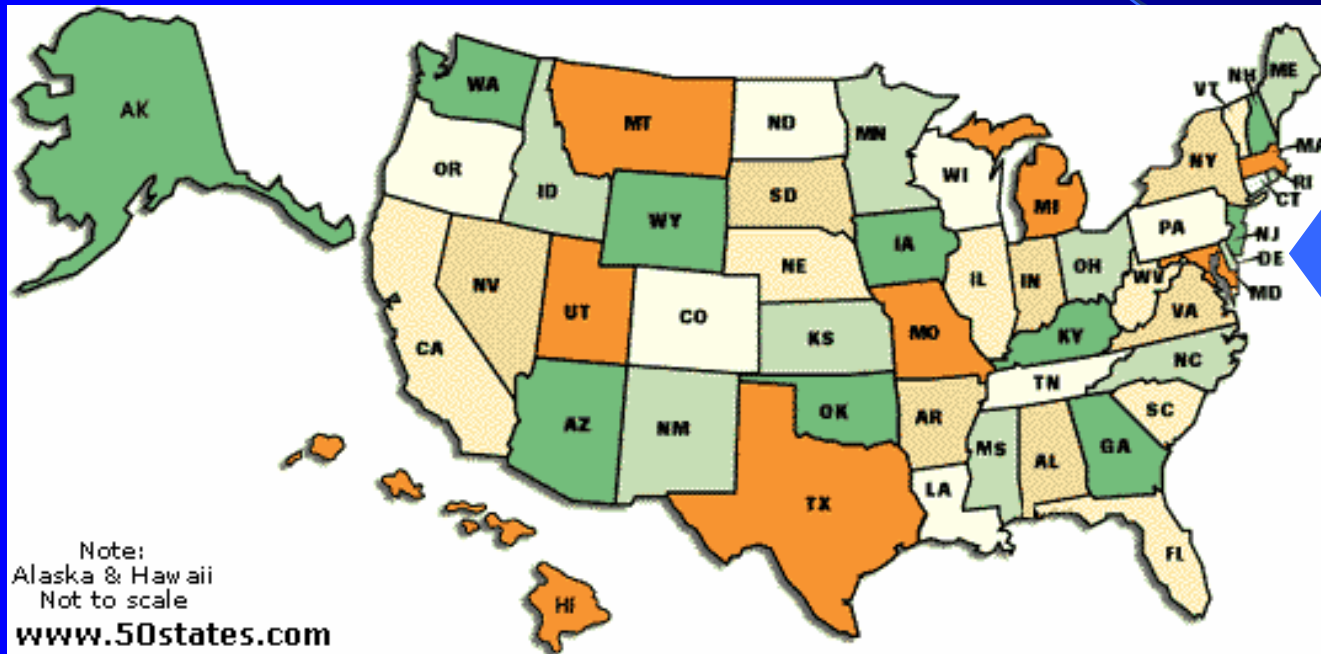 AK
WA
MT
ND
MN
VT
NH
ME
OR
ID
WY
SD
WI
MI
NY
MA
RI
CT
NV
UT
CO
NE
IA
IL
IN
OH
PA
NJ
DE
MD
WV
VA
CA
KS
MO
KY
NC
TN
AZ
NM
OK
AR
SC
MS
AL
GA
TX
LA
FL
HI
Note:
Alaska & Hawaii
Not to scale
www.50states.com